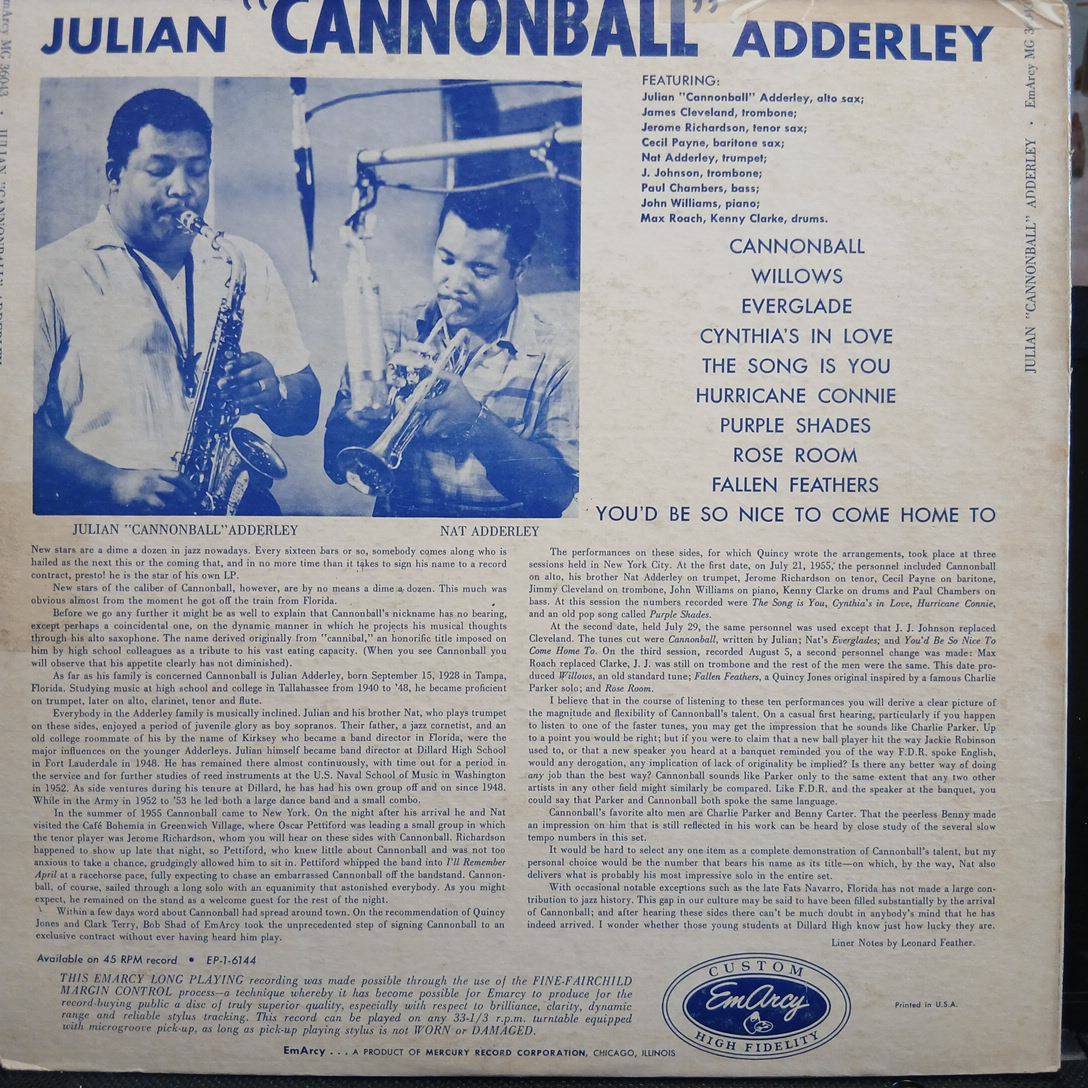 JULIAN "CANNONBALL" ADDERLEY
FEATURING:
Julian "Cannonball" Adderley, alto sax;
James Cleveland, trombone;
Jerome Richardson, tenor sax;
Cecil Payne, baritone sax;
Nat Adderley, trumpet;
J. Johnson, trombone;
Paul Chambers, bass;
John Williams, piano;
Max Roach, Kenny Clarke, drums.
CANNONBALL
WILLOWS
EVERGLADE
CYNTHIA'S IN LOVE
THE SONG IS YOU
HURRICANE CONNIE
PURPLE SHADES
ROSE ROOM
FALLEN FEATHERS
YOU'D BE SO NICE TO COME HOME TO
JULIAN "CANNONBALL"ADDERLEY
NAT ADDERLEY
New stars are a dime a dozen in jazz nowadays. Every sixteen bars or so, somebody comes along who is
hailed as the next this or the coming that, and in no more time than it takes to sign his name to a record
contract, presto! he is the star of his own LP.
New stars of the caliber of Cannonball, however, are by no means a dime a dozen. This much was
obvious almost from the moment he got off the train from Florida.
Before we go any further it might be as well to explain that Cannonball's nickname has no bearing,
except perhaps a coincidental one, on the dynamic manner in which he projects his musical thoughts
through his alto saxophone. The name derived originally from "cannibal," an honorific title imposed on
him by high school colleagues as a tribute to his vast eating capacity. (When you see Cannonball you
will observe that his appetite clearly has not diminished).
As far as his family is concerned Cannonball is Julian Adderley, born September 15, 1928 in Tampa,
Florida. Studying music at high school and college in Tallahassee from 1940 to '48, he became proficient
on trumpet, later on alto, clarinet, tenor and flute.
Everybody in the Adderley family is musically inclined. Julian and his brother Nat, who plays trumpet
on these sides, enjoyed a period of juvenile glory as boy sopranos. Their father, a jazz cornetist, and an
old college roommate of his by the name of Kirksey who became a band director in Florida, were the
major influences on the younger Adderleys. Julian himself became band director at Dillard High School
in Fort Lauderdale in 1948. He has remained there almost continuously, with time out for a period in
the service and for further studies of reed instruments at the U.S. Naval School of Music in Washington
in 1952. As side ventures during his tenure at Dillard, he has had his own group off and on since 1948.
While in the Army in 1952 to '53 he led both a large dance band and a small combo.
In the summer of 1955 Cannonball came to New York. On the night after his arrival he and Nat
visited the Café Bohemia in Greenwich Village, where Oscar Pettiford was leading a small group in which
the tenor player was Jerome Richardson, whom you will hear on these sides with Cannonball. Richardson
happened to show up late that night, so Pettiford, who knew little about Cannonball and was not too
anxious to take a chance, grudgingly allowed him to sit in. Pettiford whipped the band into I'll Remember
April at a racehorse pace, fully expecting to chase an embarrassed Cannonball off the bandstand. Cannon-
ball, of course, sailed through a long solo with an equanimity that astonished everybody. As you might
expect, he remained on the stand as a welcome guest for the rest of the night.
Within a few days word about Cannonball had spread around town. On the recommendation of Quincy
Jones and Clark Terry, Bob Shad of EmArcy took the unprecedented step of signing Cannonball to an
exclusive contract without ever having heard him play.
The performances on these sides, for which Quincy wrote the arrangements, took place at three
sessions held in New York City. At the first date, on July 21, 1955, the personnel included Cannonball
on alto, his brother Nat Adderley on trumpet, Jerome Richardson on tenor, Cecil Payne on baritone,
Jimmy Cleveland on trombone, John Williams on piano, Kenny Clarke on drums and Paul Chambers on
bass. At this session the numbers recorded were The Song is You, Cynthia's in Love, Hurricane Connie,
and an old pop song called Purple Shades.
At the second date, held July 29, the same personnel was used except that J. J. Johnson replaced
Cleveland. The tunes cut were Cannonball, written by Julian; Nat's Everglades; and You'd Be So Nice To
Come Home To. On the third session, recorded August 5, a second personnel change was made: Max
Roach replaced Clarke, J. J. was still on trombone and the rest of the men were the same. This date pro-
duced Willows, an old standard tune; Fallen Feathers, a Quincy Jones original inspired by a famous Charlie
Parker solo; and Rose Room.
I believe that in the course of listening to these ten performances you will derive a clear picture of
the magnitude and flexibility of Cannonball's talent. On a casual first hearing, particularly if you happen
to listen to one of the faster tunes, you may get the impression that he sounds like Charlie Parker. Up
to a point you would be right; but if you were to claim that a new ball player hit the way Jackie Robinson
used to, or that a new speaker you heard at a banquet reminded you of the way F.D.R. spoke English,
would any derogation, any implication of lack of originality be implied? Is there any better way of doing
any job than the best way? Cannonball sounds like Parker only to the same extent that any two other
artists in any other field might similarly be compared. Like F.D.R. and the speaker at the banquet, you
could say that Parker and Cannonball both spoke the same language.
Cannonball's favorite alto men are Charlie Parker and Benny Carter. That the peerless Benny made
an impression on him that is still reflected in his work can be heard by close study of the several slow
tempo numbers in this set.
It would be hard to select any one item as a complete demonstration of Cannonball's talent, but my
personal choice would be the number that bears his name as its title—on which, by the way, Nat also
delivers what is probably his most impressive solo in the entire set.
With occasional notable exceptions such as the late Fats Navarro, Florida has not made a large con-
tribution to jazz history. This gap in our culture may be said to have been filled substantially by the arrival
of Cannonball; and after hearing these sides there can't be much doubt in anybody's mind that he has
indeed arrived. I wonder whether those young students at Dillard High know just how lucky they are.
Liner Notes by Leonard Feather.
Available on 45 RPM record • EP-1-6144
THIS EMARCY LONG PLAYING recording was made possible through the use of the FINE-FAIRCHILD
MARGIN CONTROL process—a technique whereby it has become possible for Emarcy to produce for the
record-buying public a disc of truly superior quality, especially with respect to brilliance, clarity, dynamic
range and reliable stylus tracking. This record can be played on any 33-1/3 r.p.m. turntable equipped
with microgroove pick-up, as long as pick-up playing stylus is not WORN or DAMAGED.
EmArcy . . . A PRODUCT OF MERCURY RECORD CORPORATION, CHICAGO, ILLINOIS
CUSTOM
EmArcy
HIGH FIDELITY
Printed in U.S.A.
JULIAN "CANNONBALL" ADDERLEY • EmArcy MG
EmArcy MG 36043 • JULIAN "CANNONBALL" ADDERLEY